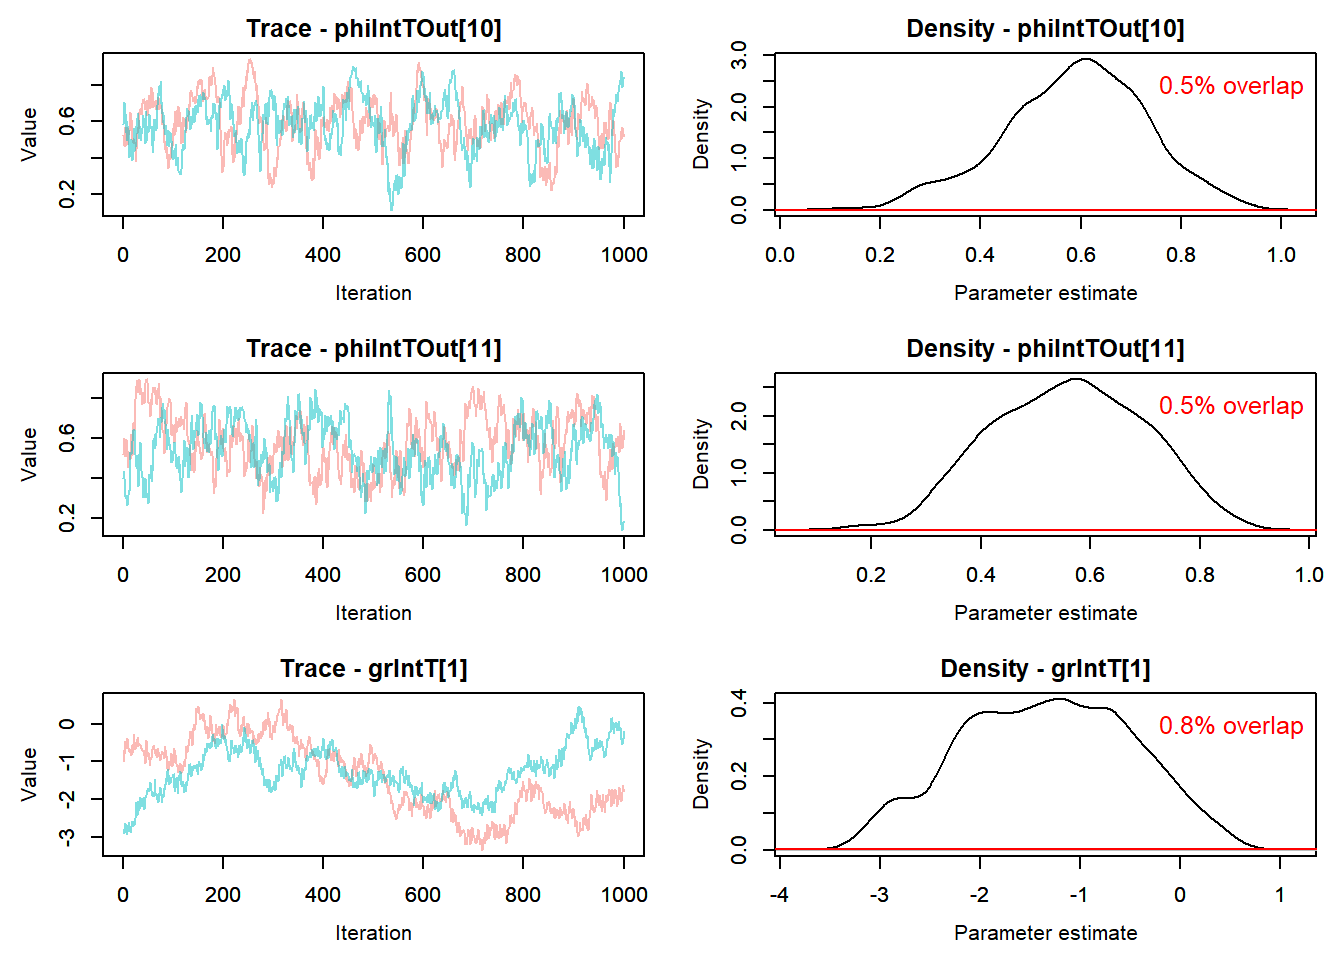 Trace - phiIntTOut[10]
Value
0.2 0.6
0 200 400 600 800 1000
Iteration
Density - phiIntTOut[10]
Density
0.0 1.0 2.0 3.0
0.5% overlap
0.0 0.2 0.4 0.6 0.8 1.0
Parameter estimate
Trace - phiIntTOut[11]
Value
0.2 0.6
0 200 400 600 800 1000
Iteration
Density - phiIntTOut[11]
Density
0.0 1.0 2.0
0.5% overlap
0.2 0.4 0.6 0.8 1.0
Parameter estimate
Trace - grIntT[1]
Value
-3 -2 -1 0
0 200 400 600 800 1000
Iteration
Density - grIntT[1]
Density
0.0 0.2 0.4
0.8% overlap
-4 -3 -2 -1 0 1
Parameter estimate